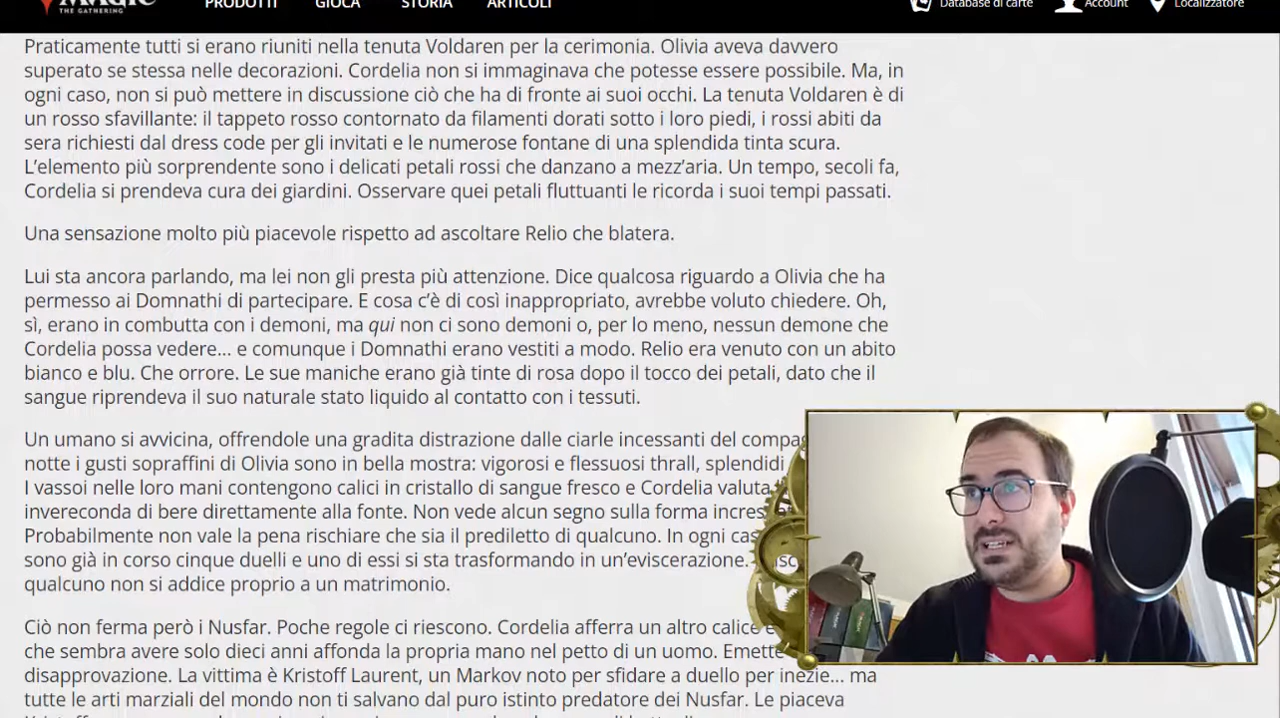 MAGIC
THE GATHERING
PRODOTTI GIOCA STORIA ARTICOLI Database di carte Account Localizzatore
Praticamente tutti si erano riuniti nella tenuta Voldaren per la cerimonia. Olivia aveva davvero
superato se stessa nelle decorazioni. Cordelia non si immaginava che potesse essere possibile. Ma, in
ogni caso, non si può mettere in discussione ciò che ha di fronte ai suoi occhi. La tenuta Voldaren è di
un rosso sfavillante: il tappeto rosso contornato da filamenti dorati sotto i loro piedi, i rossi abiti da
sera richiesti dal dress code per gli invitati e le numerose fontane di una splendida tinta scura.
L’elemento più sorprendente sono i delicati petali rossi che danzano a mezz’aria. Un tempo, secoli fa,
Cordelia si prendeva cura dei giardini. Osservare quei petali fluttuanti le ricorda i suoi tempi passati.
Una sensazione molto più piacevole rispetto ad ascoltare Relio che blatera.
Lui sta ancora parlando, ma lei non gli presta più attenzione. Dice qualcosa riguardo a Olivia che ha
permesso ai Domnathi di partecipare. E cosa c’è di così inappropriato, avrebbe voluto chiedere. Oh,
sì, erano in combutta con i demoni, ma qui non ci sono demoni o, per lo meno, nessun demone che
Cordelia possa vedere… e comunque i Domnathi erano vestiti a modo. Relio era venuto con un abito
bianco e blu. Che orrore. Le sue maniche erano già tinte di rosa dopo il tocco dei petali, dato che il
sangue riprendeva il suo naturale stato liquido al contatto con i tessuti.
Un umano si avvicina, offrendole una gradita distrazione dalle ciarle incessanti del compa
notte i gusti sopraffini di Olivia sono in bella mostra: vigorosi e flessuosi thrall, splendidi
I vassoi nelle loro mani contengono calici in cristallo di sangue fresco e Cordelia valuta
invereconda di bere direttamente alla fonte. Non vede alcun segno sulla forma incres
Probabilmente non vale la pena rischiare che sia il prediletto di qualcuno. In ogni cas
sono già in corso cinque duelli e uno di essi si sta trasformando in un’eviscerazione.
qualcuno non si addice proprio a un matrimonio.
Ciò non ferma però i Nusfar. Poche regole ci riescono. Cordelia afferra un altro calice
che sembra avere solo dieci anni affonda la propria mano nel petto di un uomo. Emette
disapprovazione. La vittima è Kristoff Laurent, un Markov noto per sfidare a duello per inezie… ma
tutte le arti marziali del mondo non ti salvano dal puro istinto predatore dei Nusfar. Le piaceva